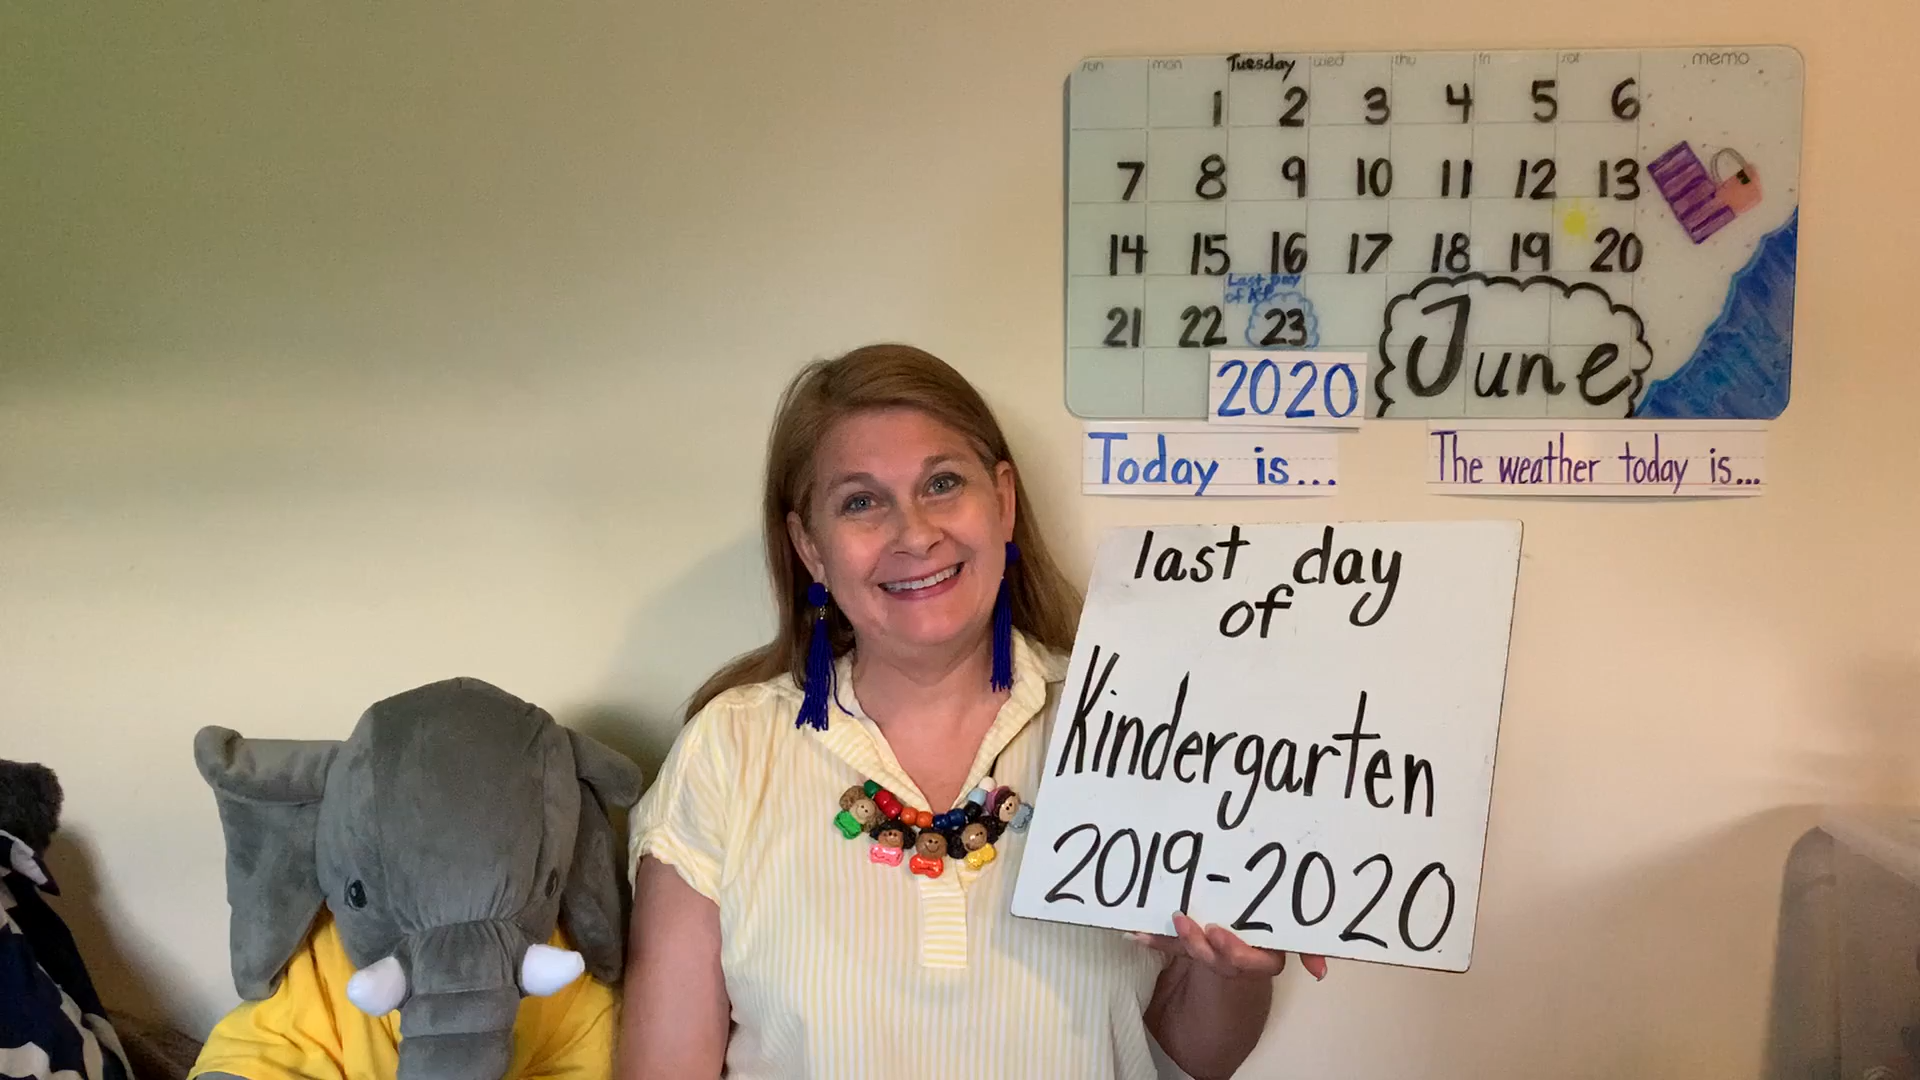 sun mon Tuesday wed thu fri sat memo
1 2 3 4 5 6
7 8 9 10 11 12 13
14 15 16 17 18 19 20
Last Day
of
21 22 23
June
2020
Today is...
The weather today is...
last day
of
Kindergarten
2019-2020